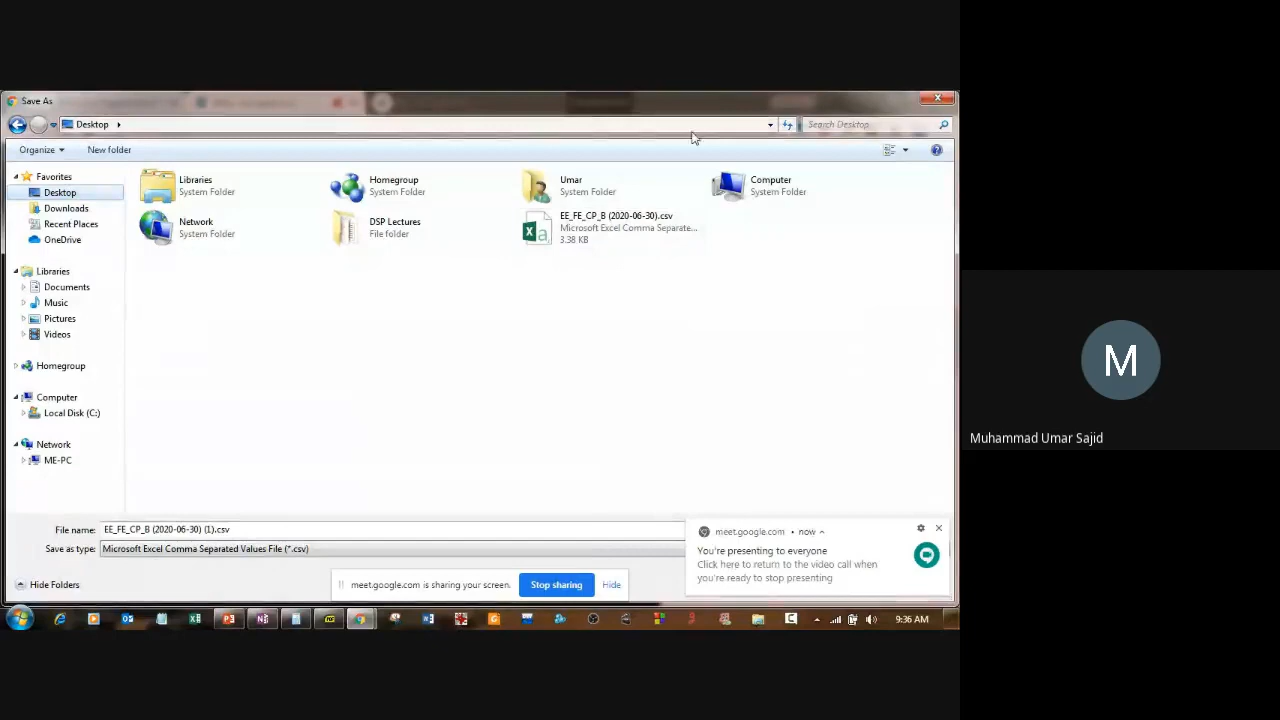 Save As
Desktop
Search Desktop
Organize
New folder
Favorites
Desktop
Downloads
Recent Places
OneDrive
Libraries
Documents
Music
Pictures
Videos
Homegroup
Computer
Local Disk (C:)
Network
ME-PC
Libraries
System Folder
Homegroup
System Folder
Umar
System Folder
Computer
System Folder
Network
System Folder
DSP Lectures
File folder
EE_FE_CP_B (2020-06-30).csv
Microsoft Excel Comma Separate...
3.38 KB
File name:
EE_FE_CP_B (2020-06-30) (1).csv
Save as type:
Microsoft Excel Comma Separated Values File (*.csv)
Hide Folders
meet.google.com • now
You're presenting to everyone
Click here to return to the video call when
you're ready to stop presenting
meet.google.com is sharing your screen.
Stop sharing
Hide
9:36 AM
M
Muhammad Umar Sajid